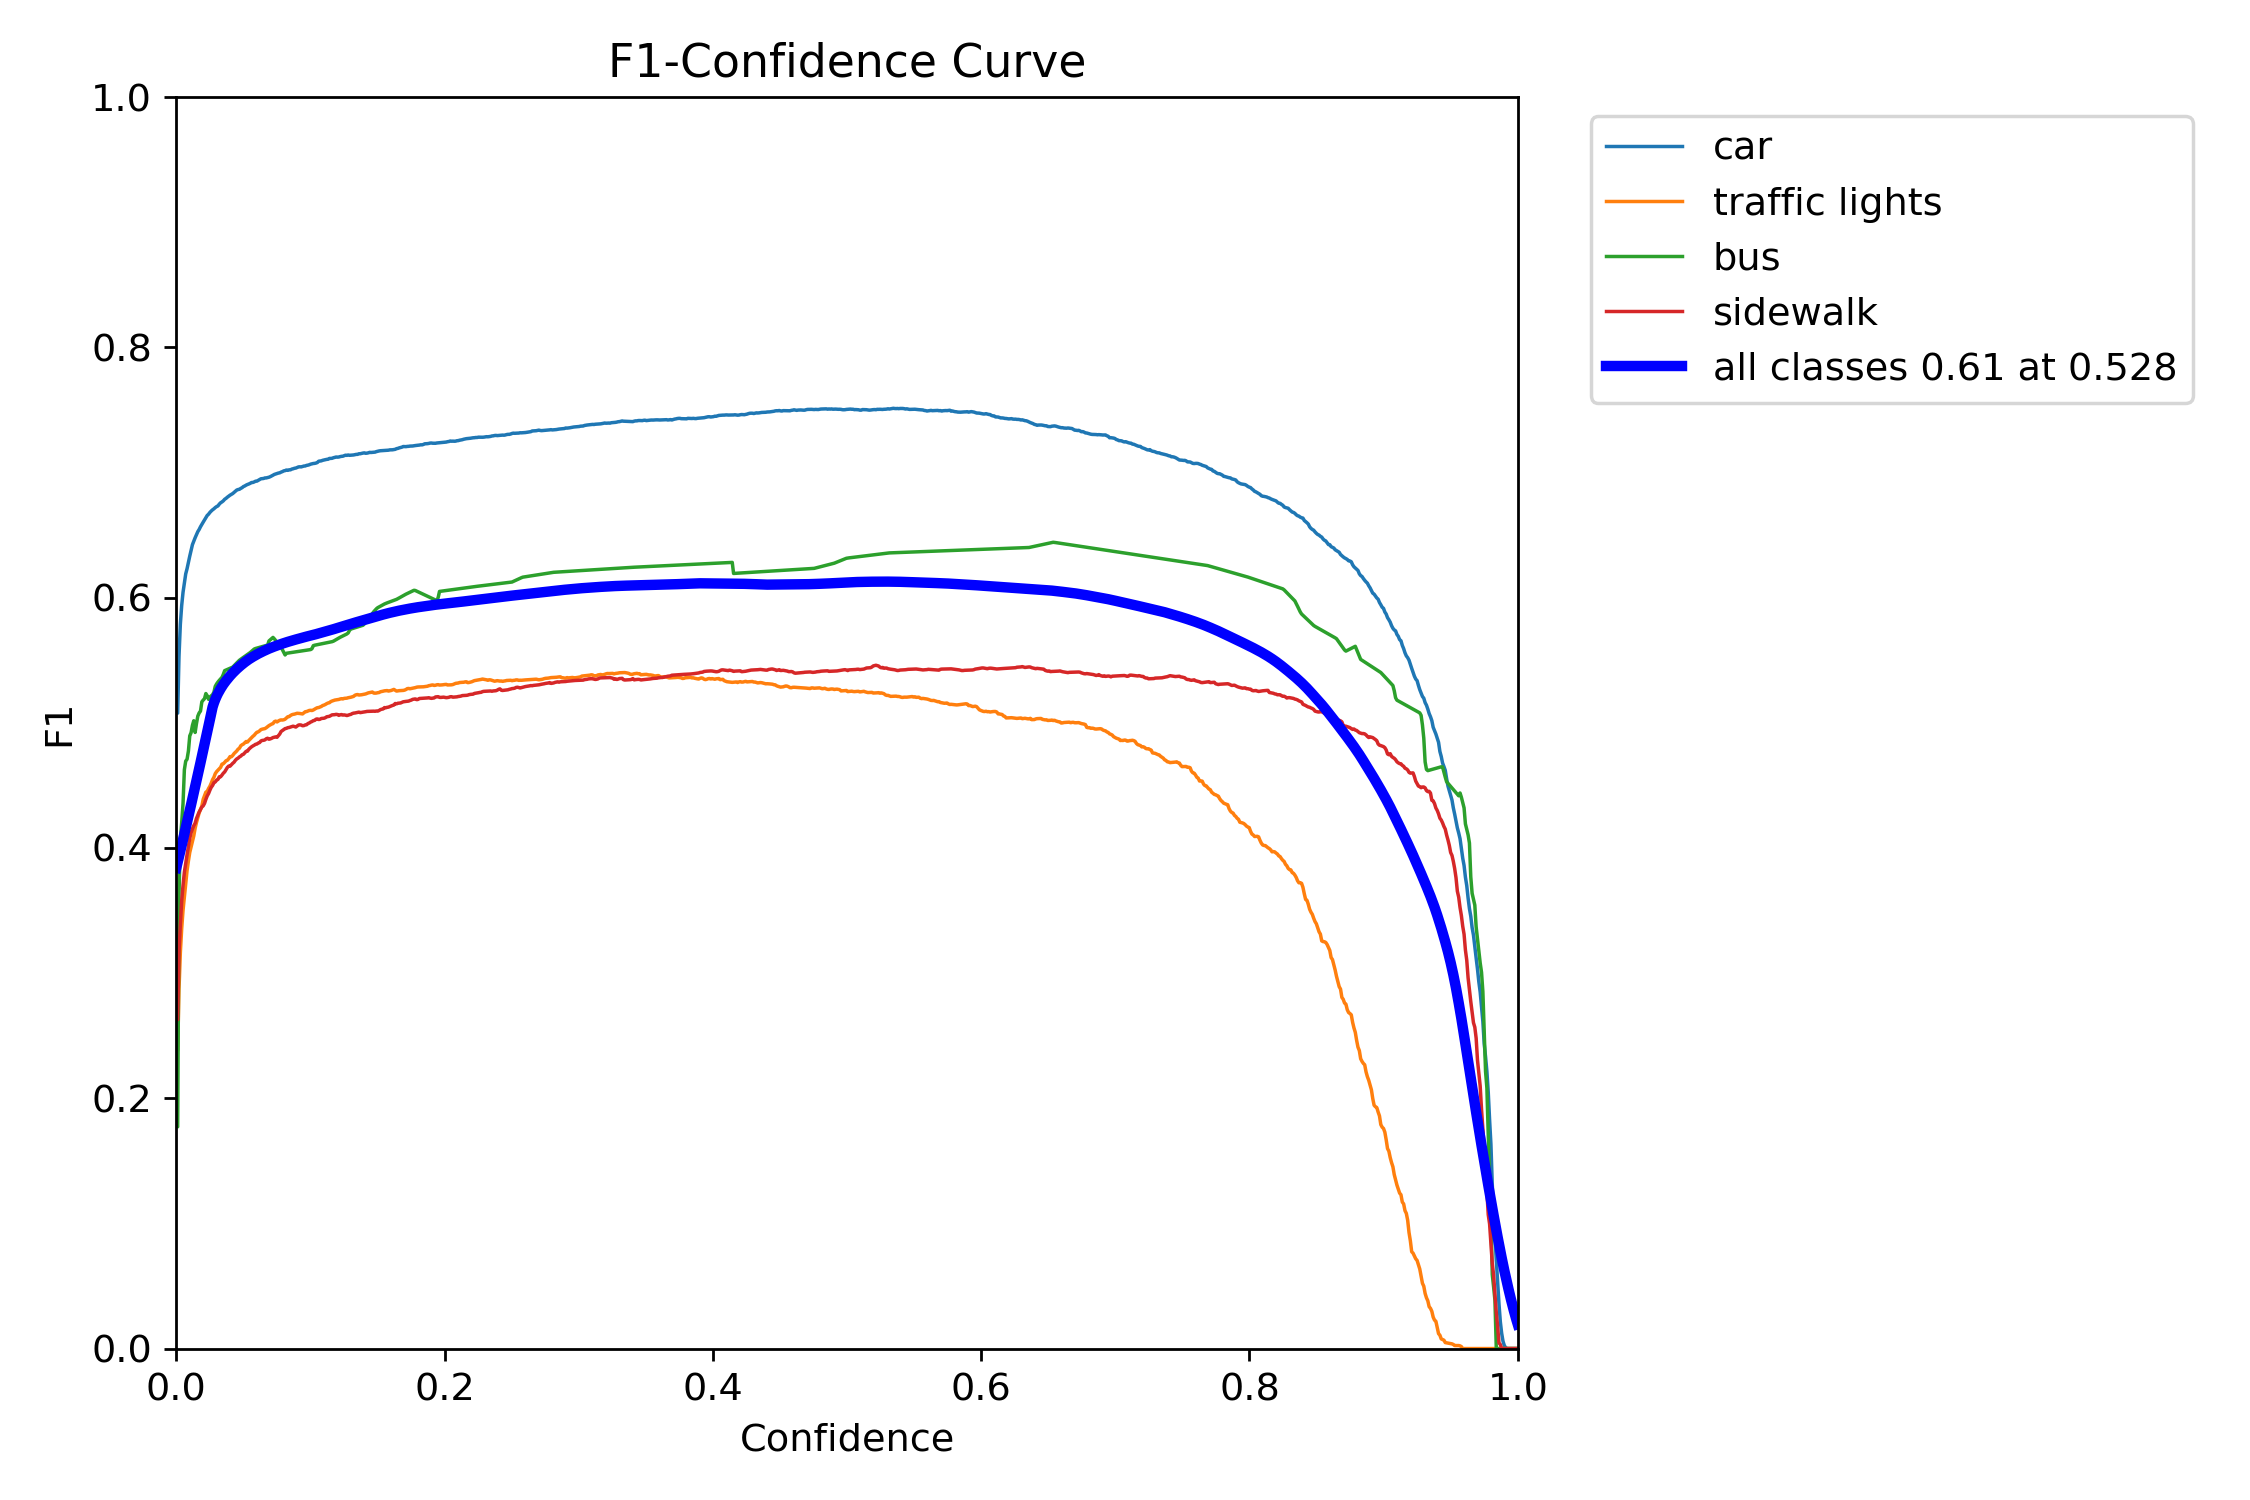 F1-Confidence Curve
1.0
0.8
0.6
0.4
0.2
0.0
F1
0.0 0.2 0.4 0.6 0.8 1.0
Confidence
car
traffic lights
bus
sidewalk
all classes 0.61 at 0.528